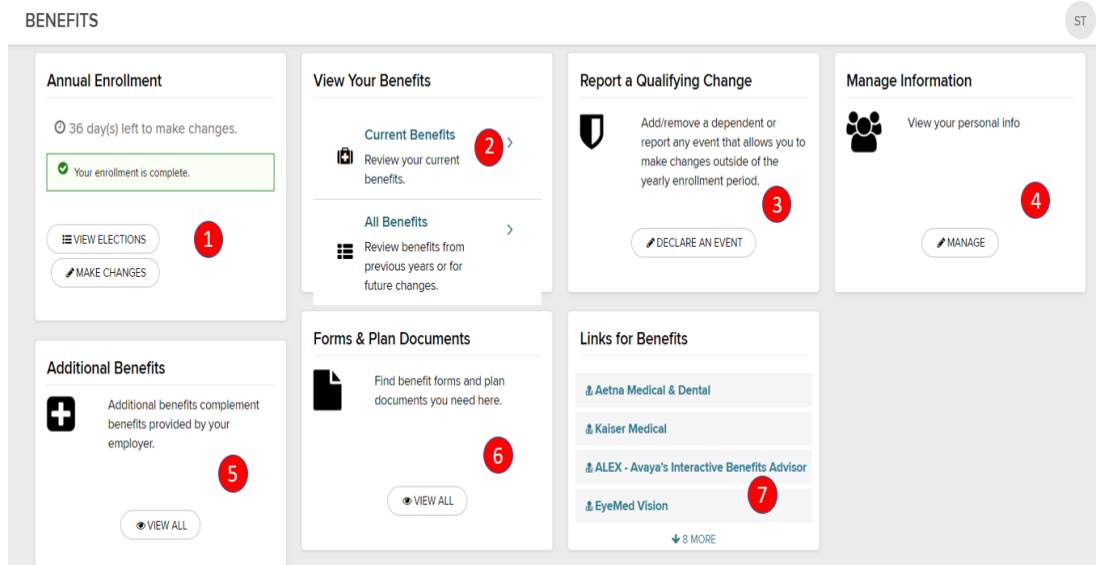 BENEFITS
ST
Annual Enrollment
36 day(s) left to make changes.
Your enrollment is complete.
1
VIEW ELECTIONS
MAKE CHANGES
View Your Benefits
Current Benefits
2
Review your current
benefits.
All Benefits
Review benefits from
previous years or for
future changes.
Report a Qualifying Change
Add/remove a dependent or
report any event that allows you to
make changes outside of the
yearly enrollment period.
3
DECLARE AN EVENT
Manage Information
View your personal info
4
MANAGE
Additional Benefits
Additional benefits complement
benefits provided by your
employer.
5
VIEW ALL
Forms & Plan Documents
Find benefit forms and plan
documents you need here.
6
VIEW ALL
Links for Benefits
Aetna Medical & Dental
Kaiser Medical
ALEX - Avaya's Interactive Benefits Advisor
7
EyeMed Vision
8 MORE